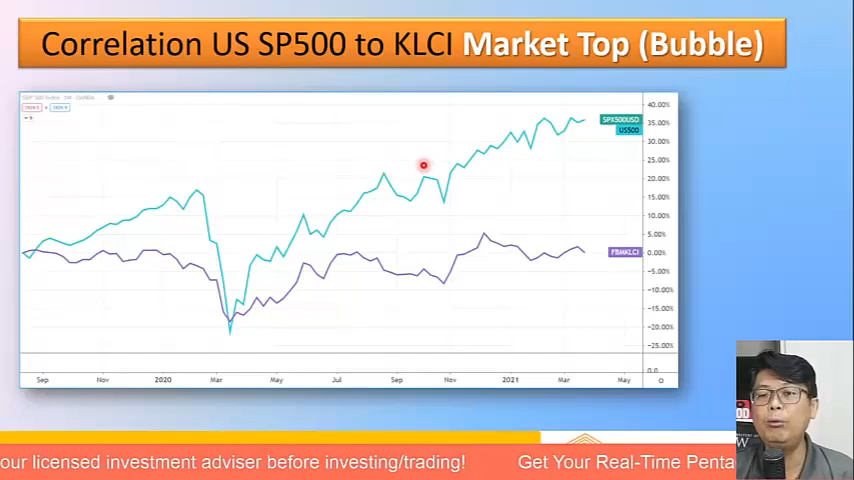 Correlation US SP500 to KLCI Market Top (Bubble)
40.00%
SPX500USD
35.00%
US500
30.00%
25.00%
20.00%
15.00%
10.00%
5.00%
FBMKLCI
0.00%
-5.00%
-10.00%
-15.00%
-20.00%
-25.00%
0.0
Sep Nov 2020 Mar May Jul Sep Nov 2021 Mar May
our licensed investment adviser before investing/trading! Get Your Real-Time Penta